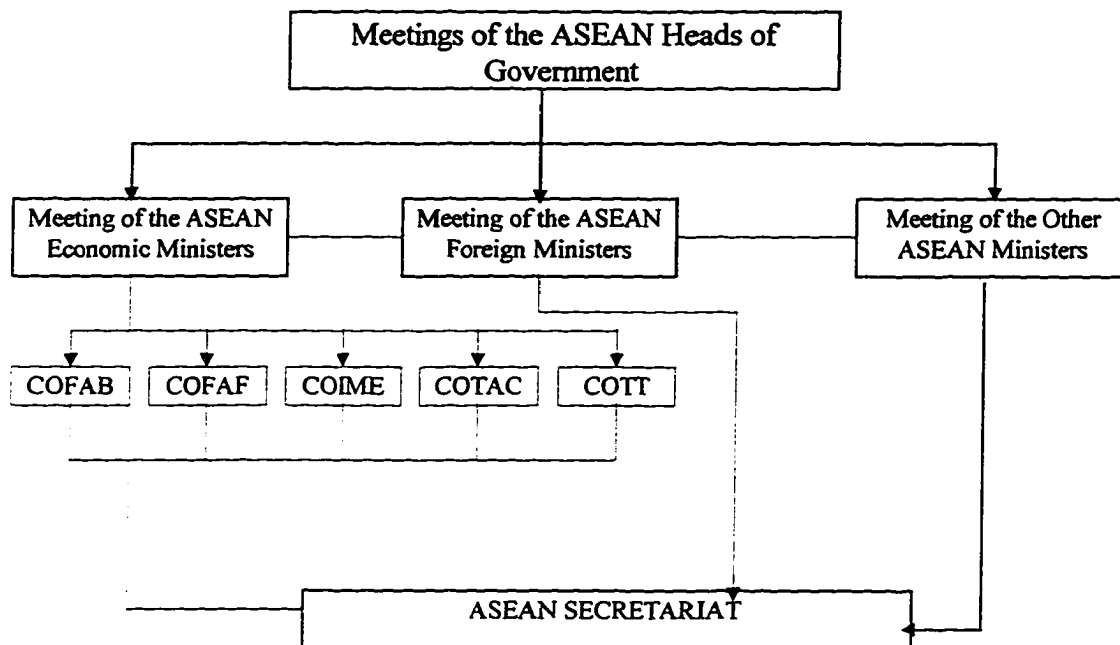 Meetings of the ASEAN Heads of
Government
Meeting of the ASEAN
Economic Ministers
Meeting of the ASEAN
Foreign Ministers
Meeting of the Other
ASEAN Ministers
COFAB
COFAF
COIME
COTAC
COTT
ASEAN SECRETARIAT